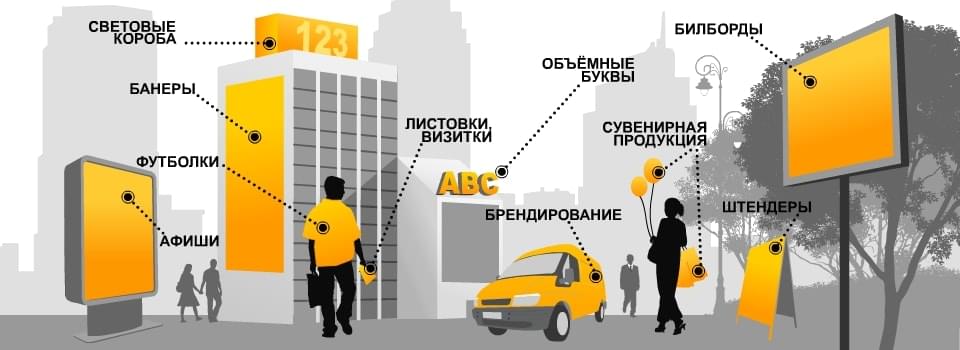 СВЕТОВЫЕ
КОРОБА
123
БАНЕРЫ
ФУТБОЛКИ
АФИШИ
ЛИСТОВКИ,
ВИЗИТКИ
ОБЪЁМНЫЕ
БУКВЫ
ABC
БРЕНДИРОВАНИЕ
СУВЕНИРНАЯ
ПРОДУКЦИЯ
БИЛБОРДЫ
ШТЕНДЕРЫ